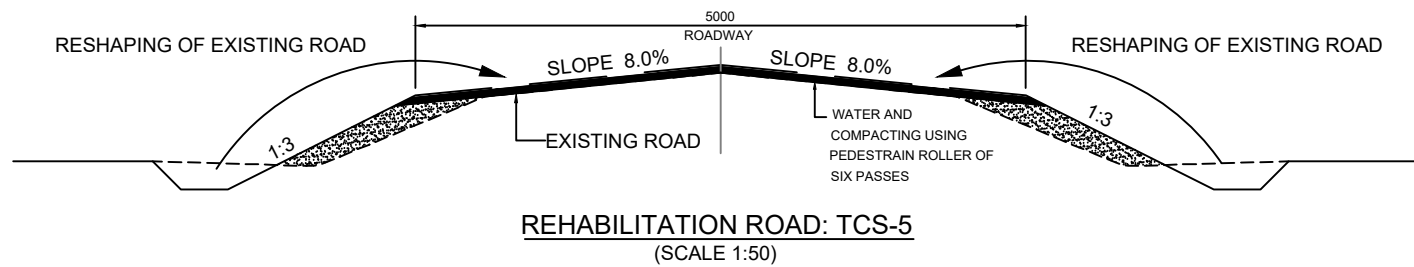 5000
ROADWAY
RESHAPING OF EXISTING ROAD
RESHAPING OF EXISTING ROAD
SLOPE 8.0%
SLOPE 8.0%
1:3
1:3
EXISTING ROAD
WATER AND
COMPACTING USING
PEDESTRAIN ROLLER OF
SIX PASSES
REHABILITATION ROAD: TCS-5
(SCALE 1:50)